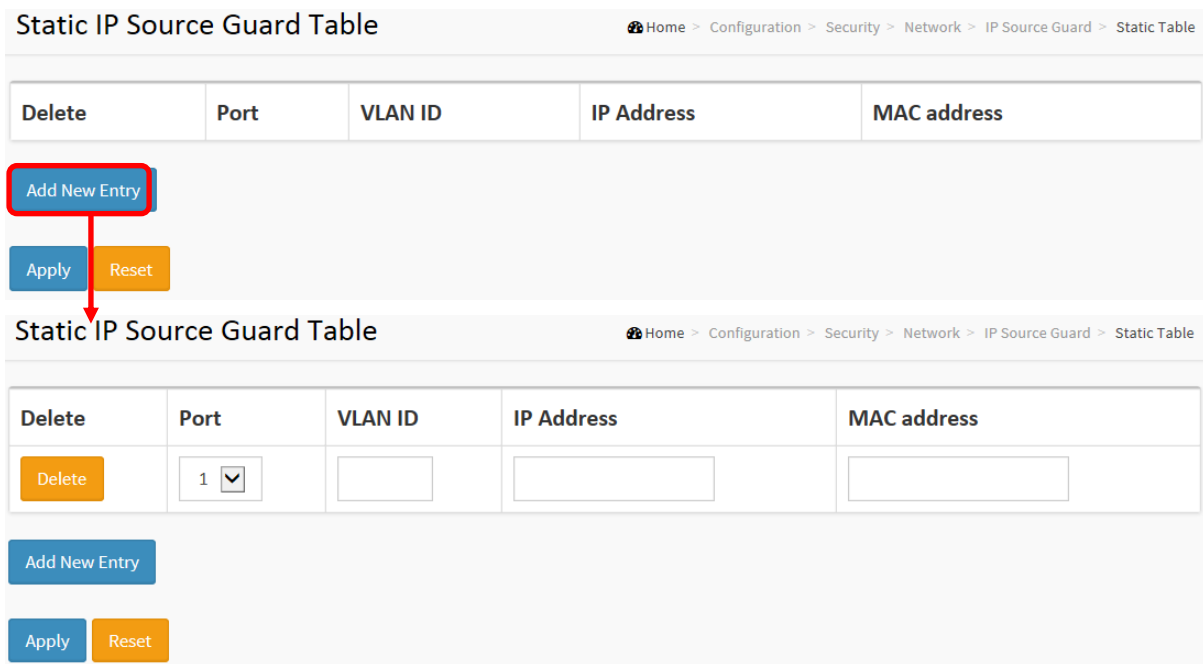 Static IP Source Guard Table
Home > Configuration > Security > Network > IP Source Guard > Static Table
Delete Port VLAN ID IP Address MAC address
Add New Entry
Apply Reset
Static IP Source Guard Table
Home > Configuration > Security > Network > IP Source Guard > Static Table
Delete Port VLAN ID IP Address MAC address
Delete 1
Add New Entry
Apply Reset